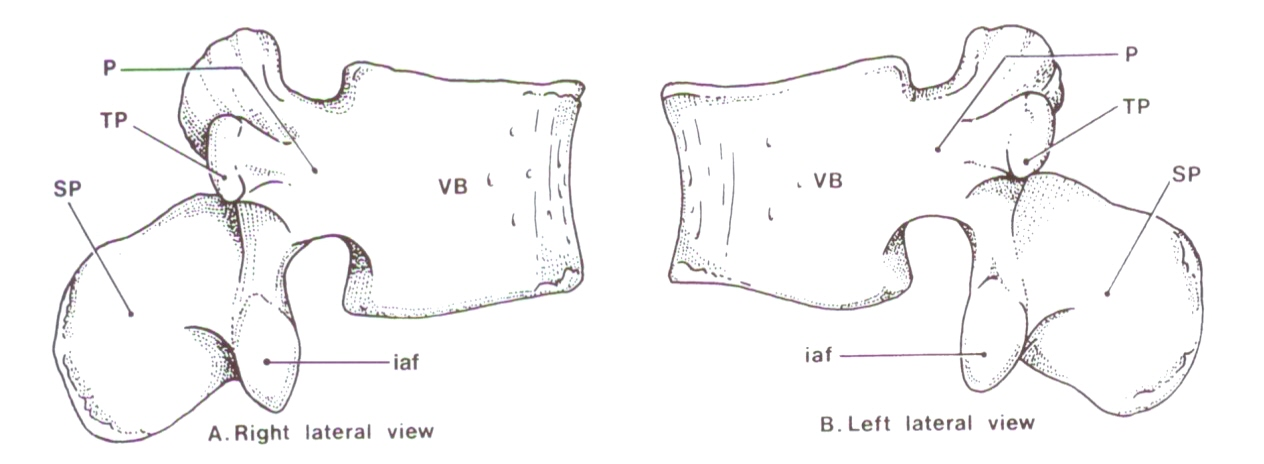 P
TP
SP
VB
iaf
A. Right lateral view
P
TP
SP
VB
iaf
B. Left lateral view